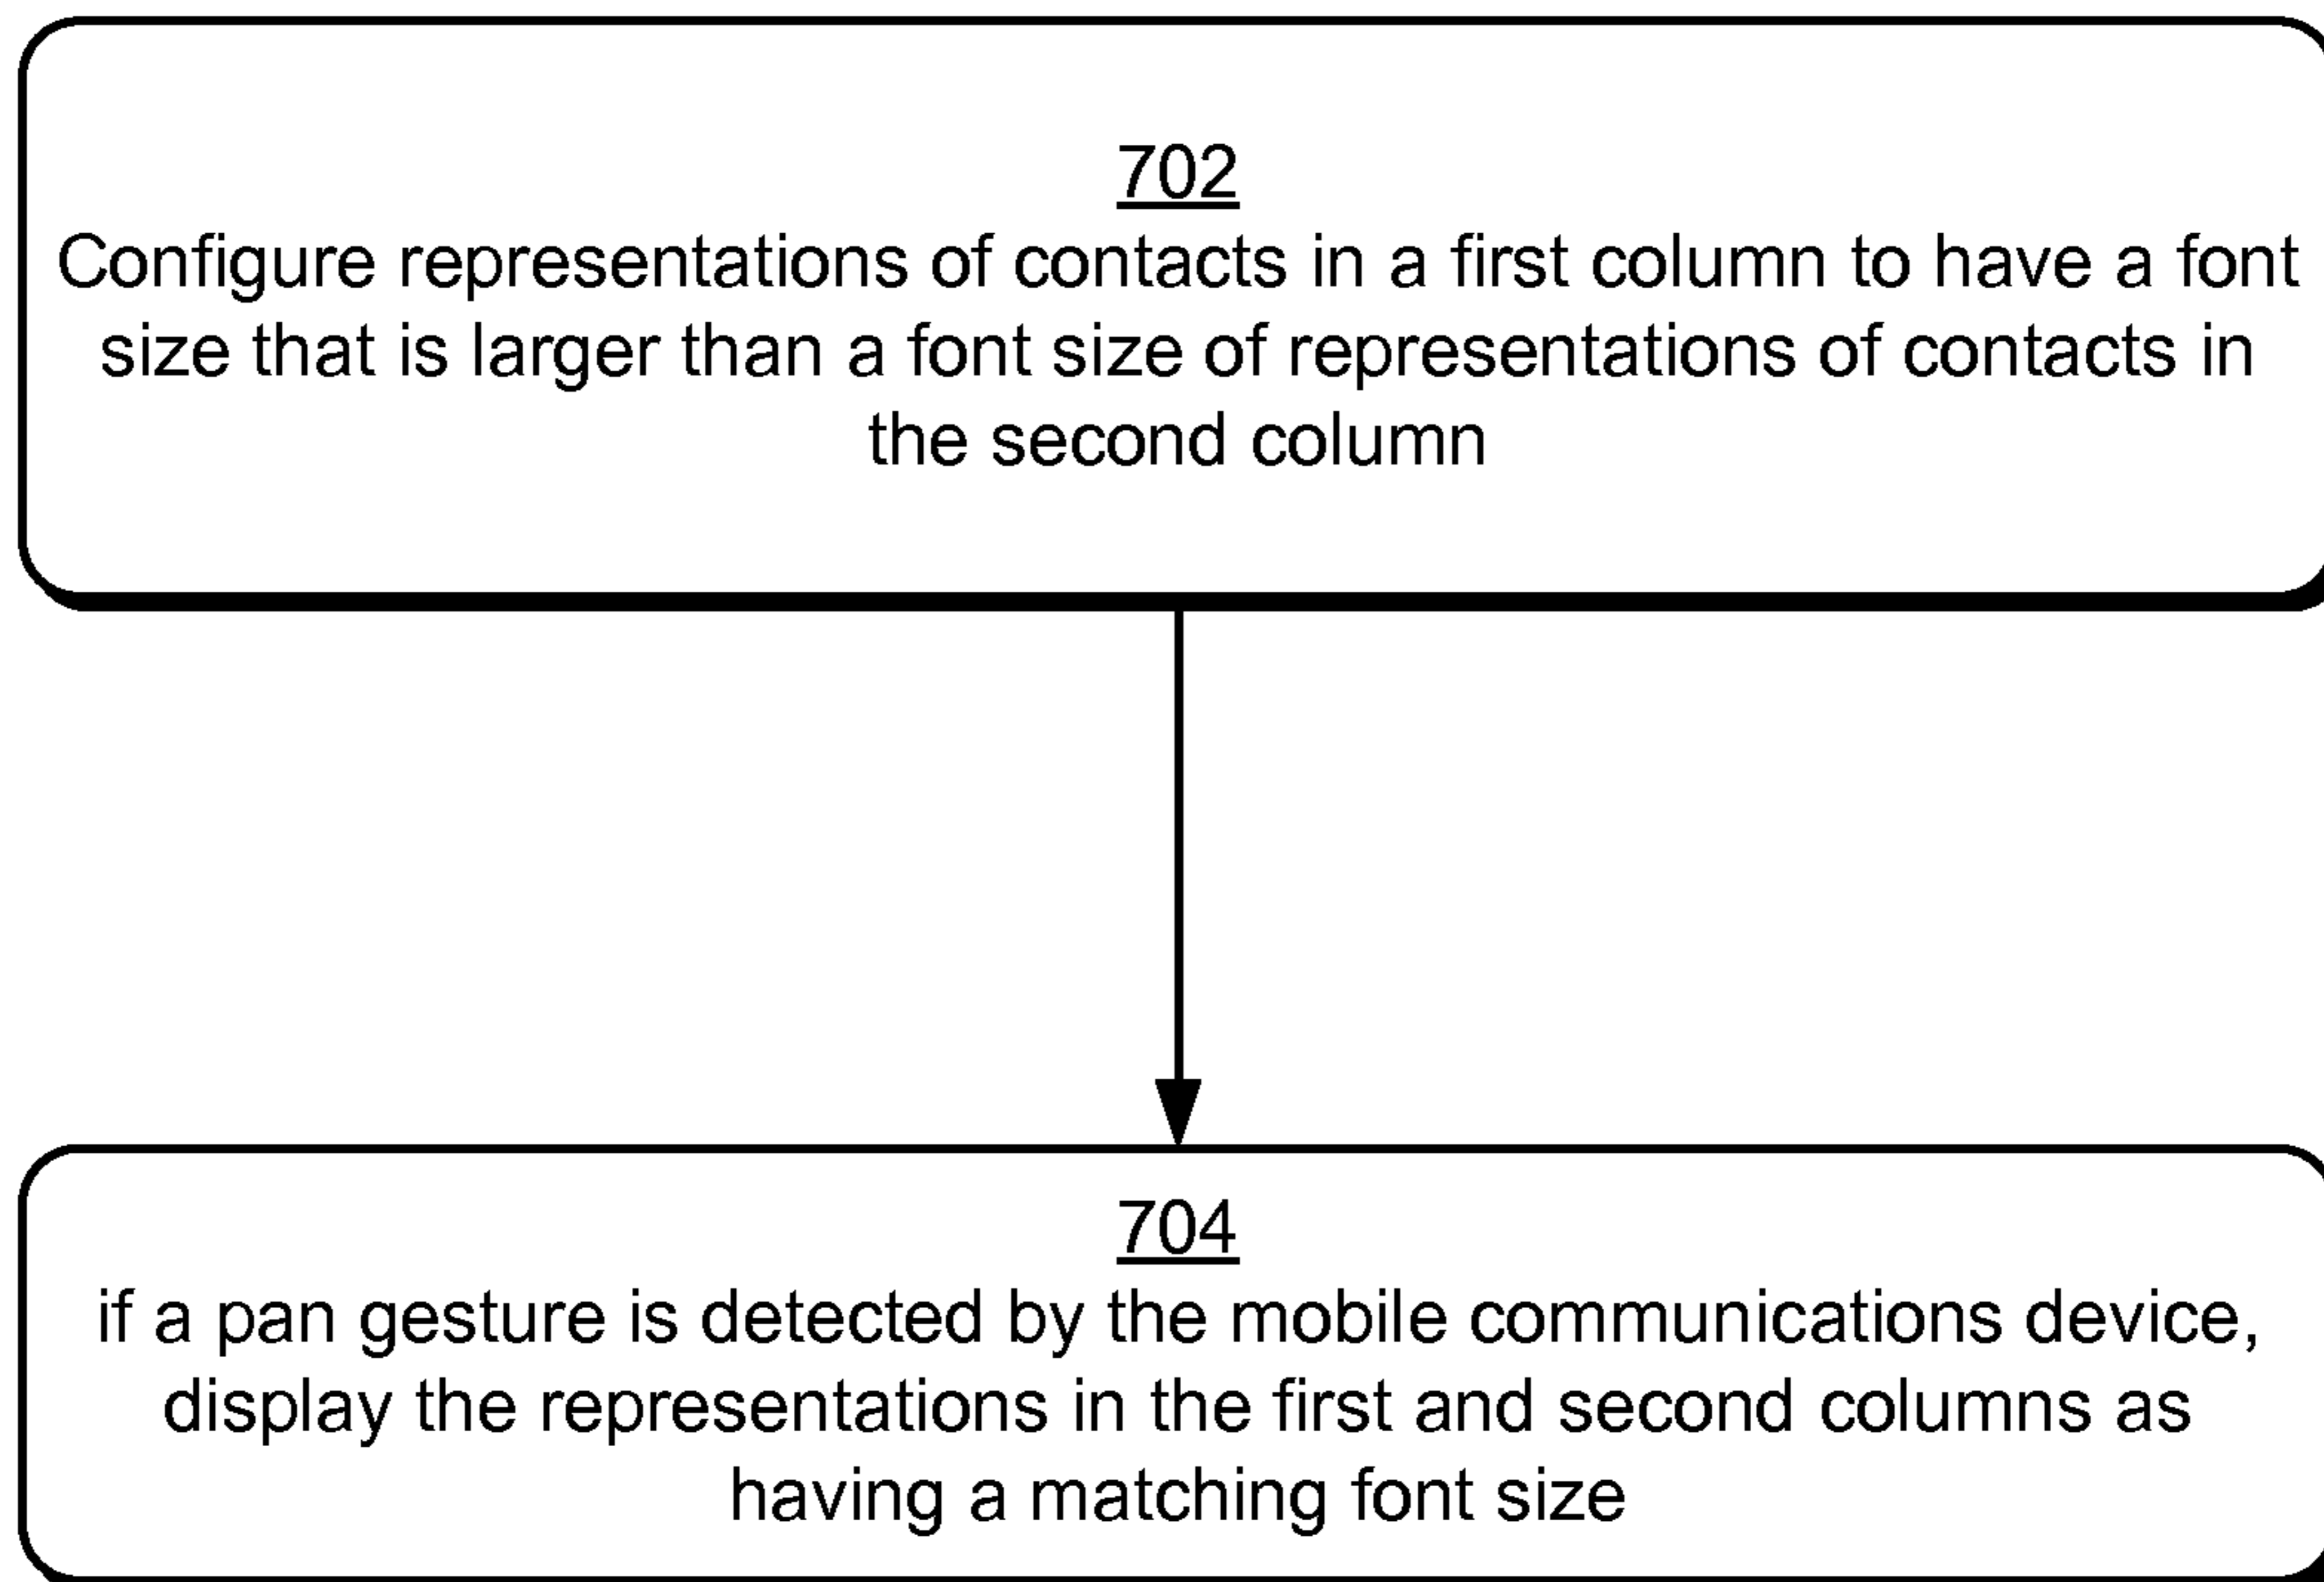 702
Configure representations of contacts in a first column to have a font
size that is larger than a font size of representations of contacts in
the second column
704
if a pan gesture is detected by the mobile communications device,
display the representations in the first and second columns as
having a matching font size